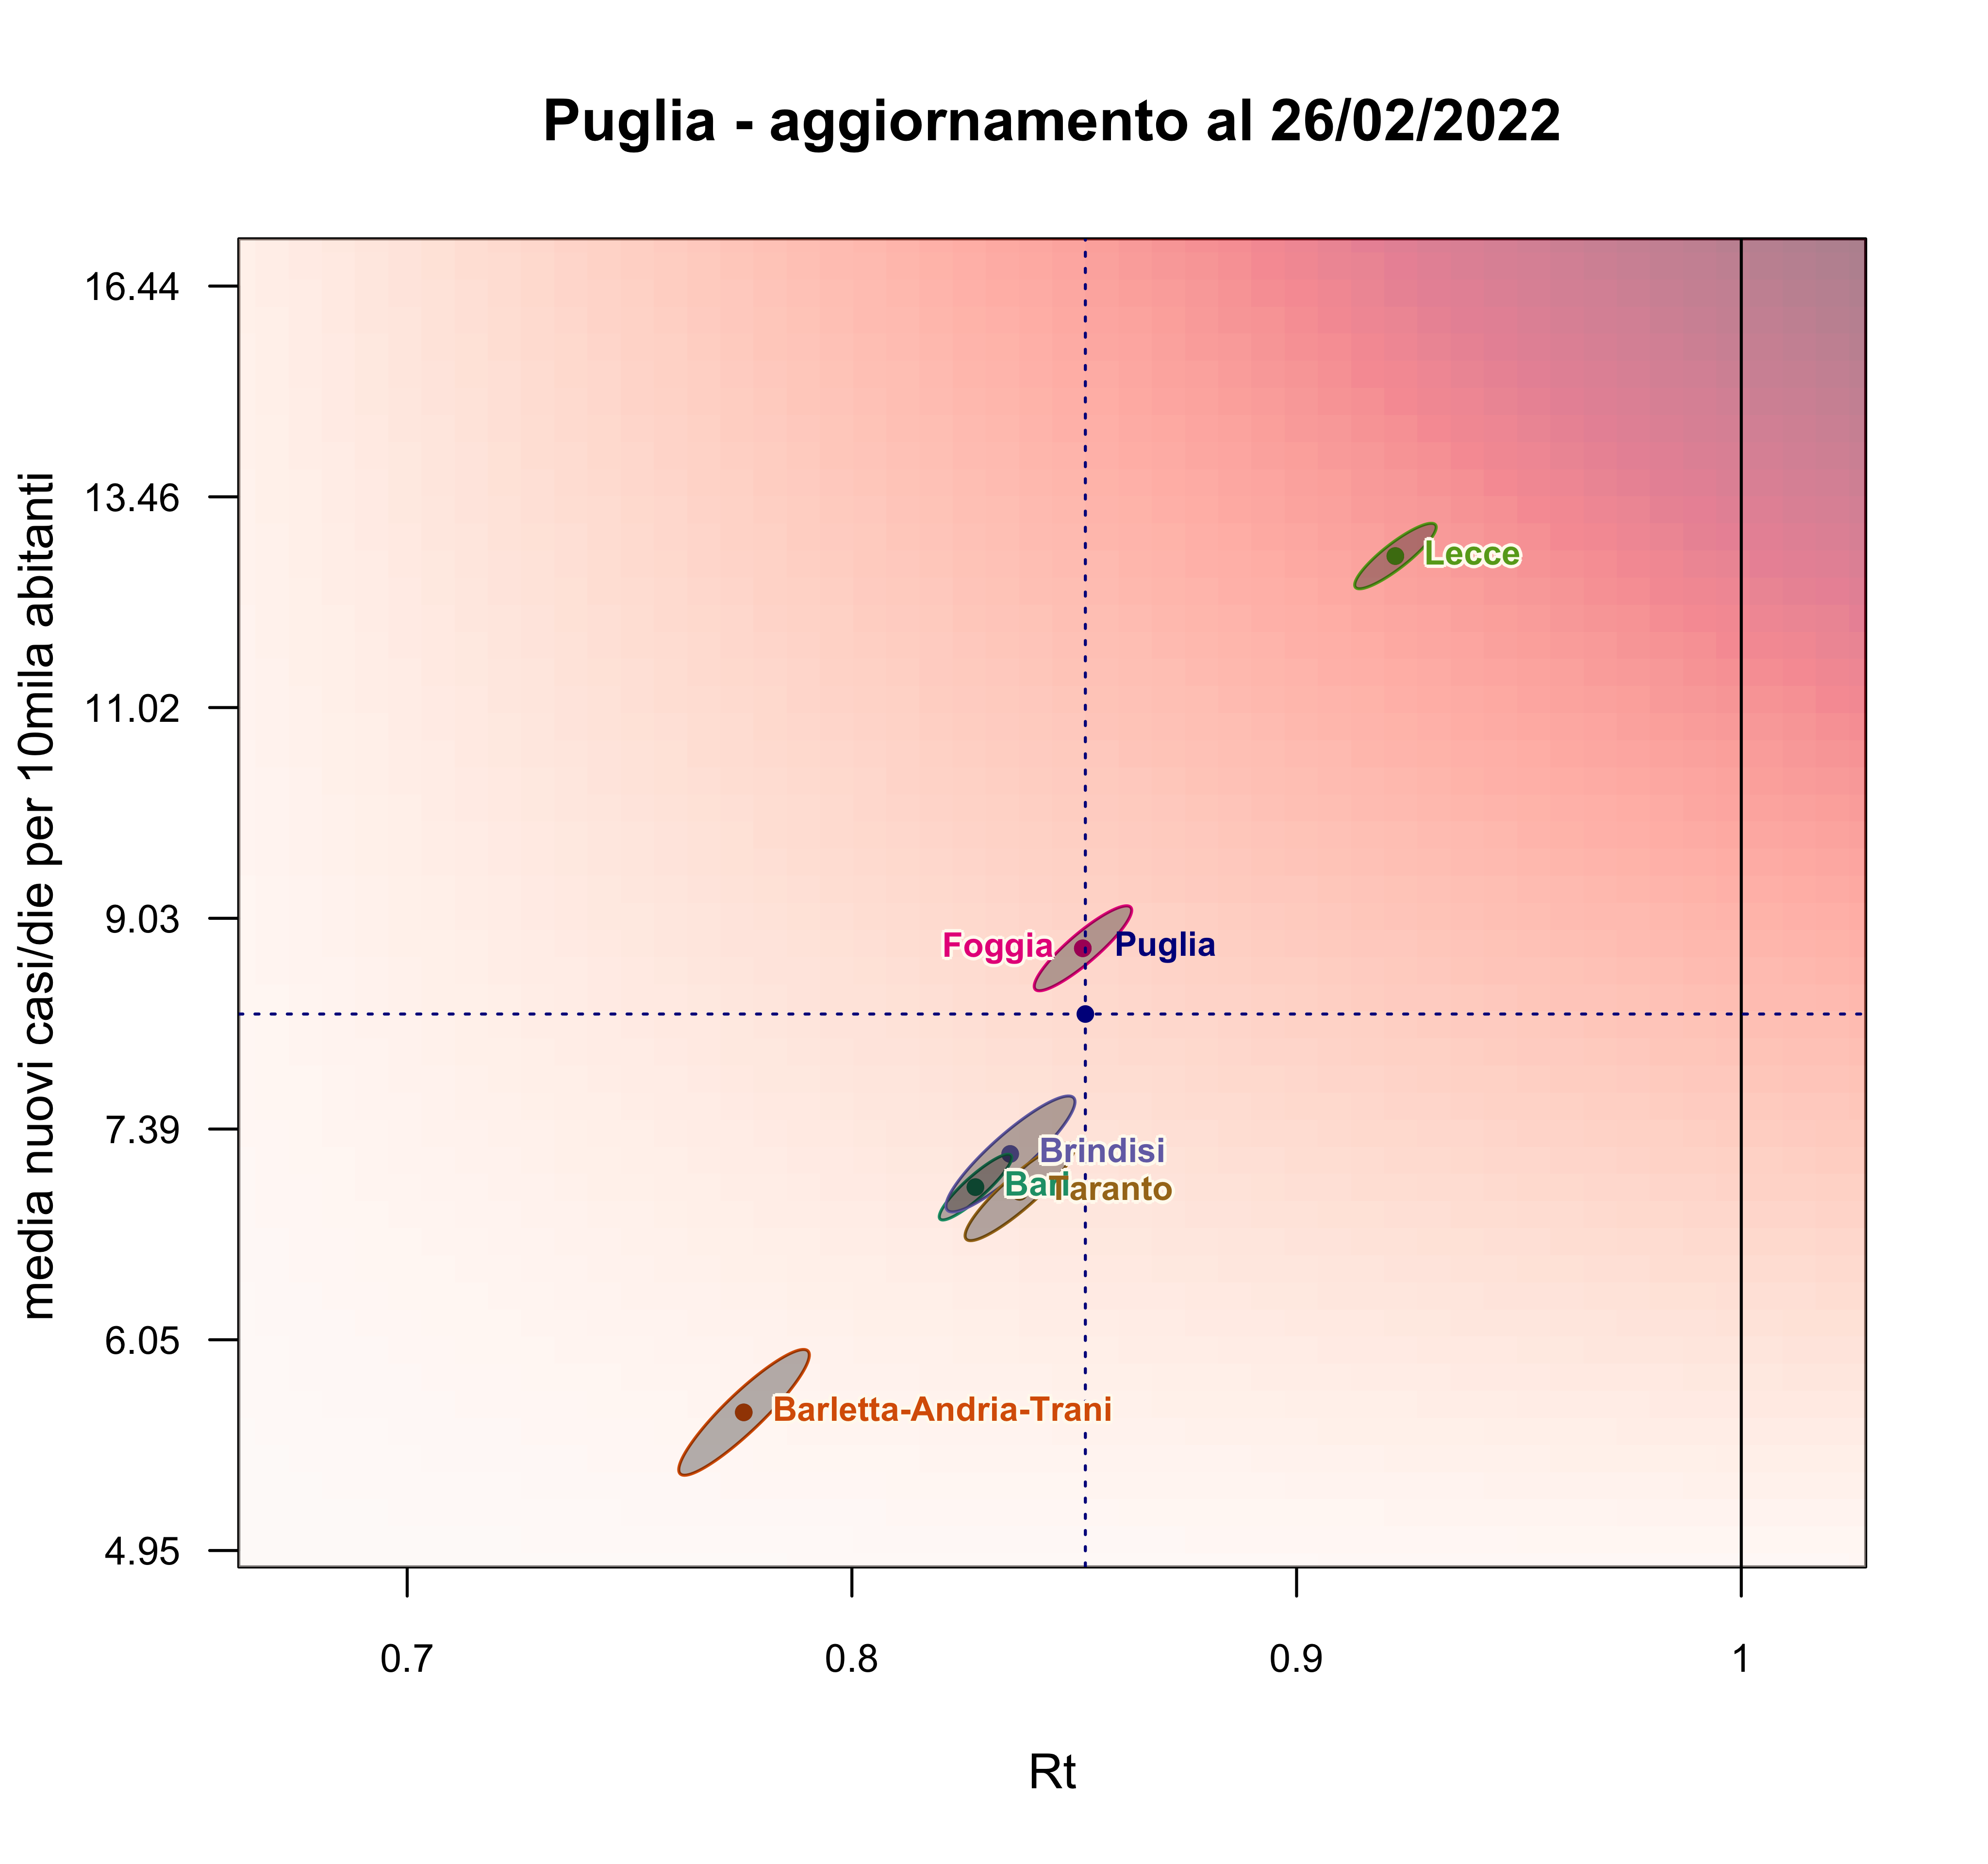 Puglia - aggiornamento al 26/02/2022
media nuovi casi/die per 10mila abitanti
16.44
13.46
11.02
9.03
7.39
6.05
4.95
Lecce
Foggia
Puglia
Brindisi
Bari
Taranto
Barletta-Andria-Trani
0.7
0.8
0.9
1
Rt